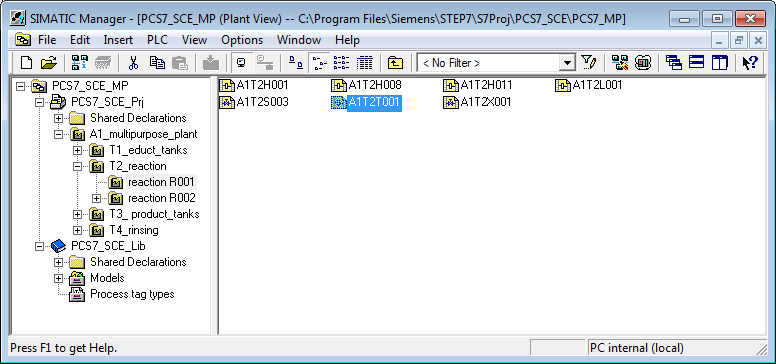 SIMATIC Manager - [PCS7_SCE_MP (Plant View) -- C:\Program Files\Siemens\STEP7\S7Proj\PCS7_SCE\PCS7_MP]
File Edit Insert PLC View Options Window Help
< No Filter >
PCS7_SCE_MP
PCS7_SCE_Prj
Shared Declarations
A1_multipurpose_plant
T1_educt_tanks
T2_reaction
reaction R001
reaction R002
T3_ product_tanks
T4_rinsing
PCS7_SCE_Lib
Shared Declarations
Models
Process tag types
A1T2H001 A1T2H008 A1T2H011 A1T2L001
A1T2S003 A1T2T001 A1T2X001
Press F1 to get Help. PC internal (local)